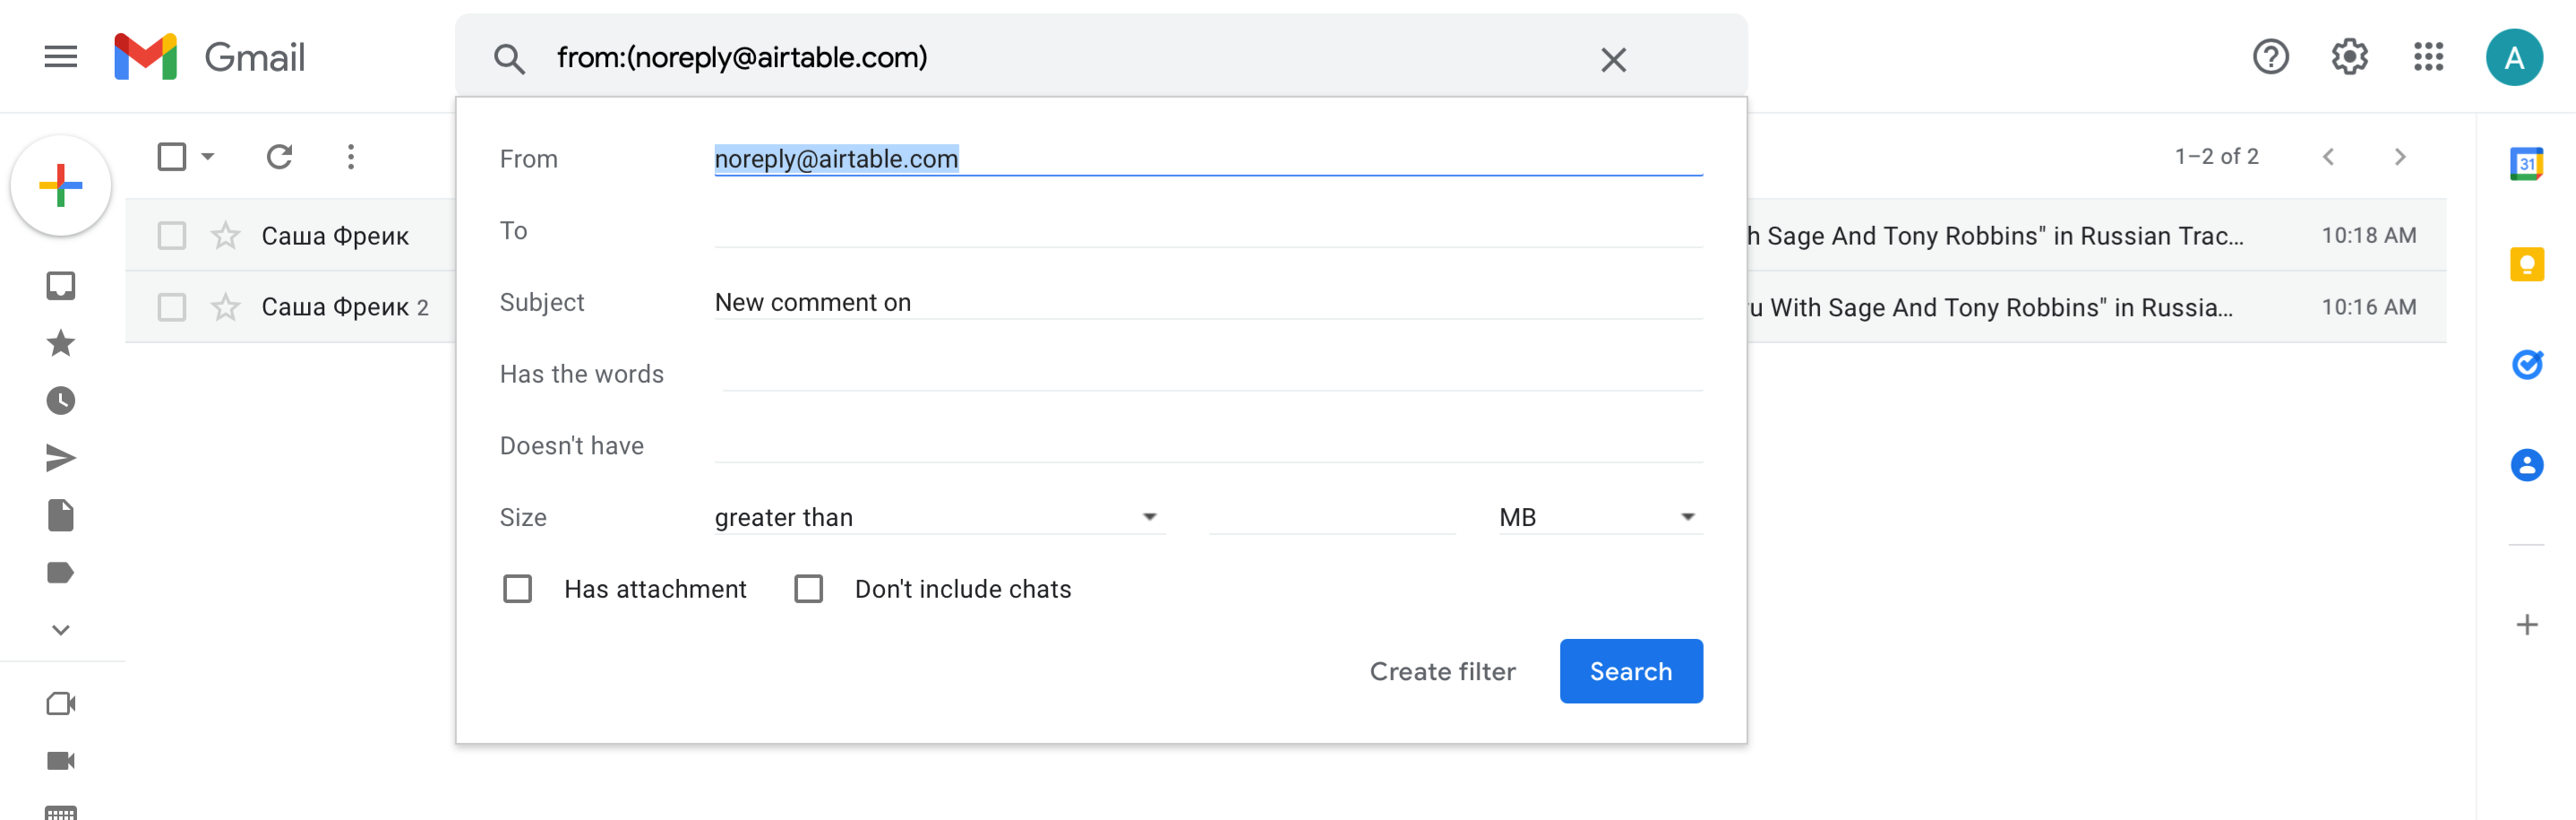 Gmail
from:(noreply@airtable.com)
A
From noreply@airtable.com
1–2 of 2
31
To
Саша Фреик
h Sage And Tony Robbins" in Russian Trac... 10:18 AM
Subject New comment on
Саша Фреик 2
u With Sage And Tony Robbins" in Russia... 10:16 AM
Has the words
Doesn't have
Size greater than MB
Has attachment Don't include chats
Create filter Search